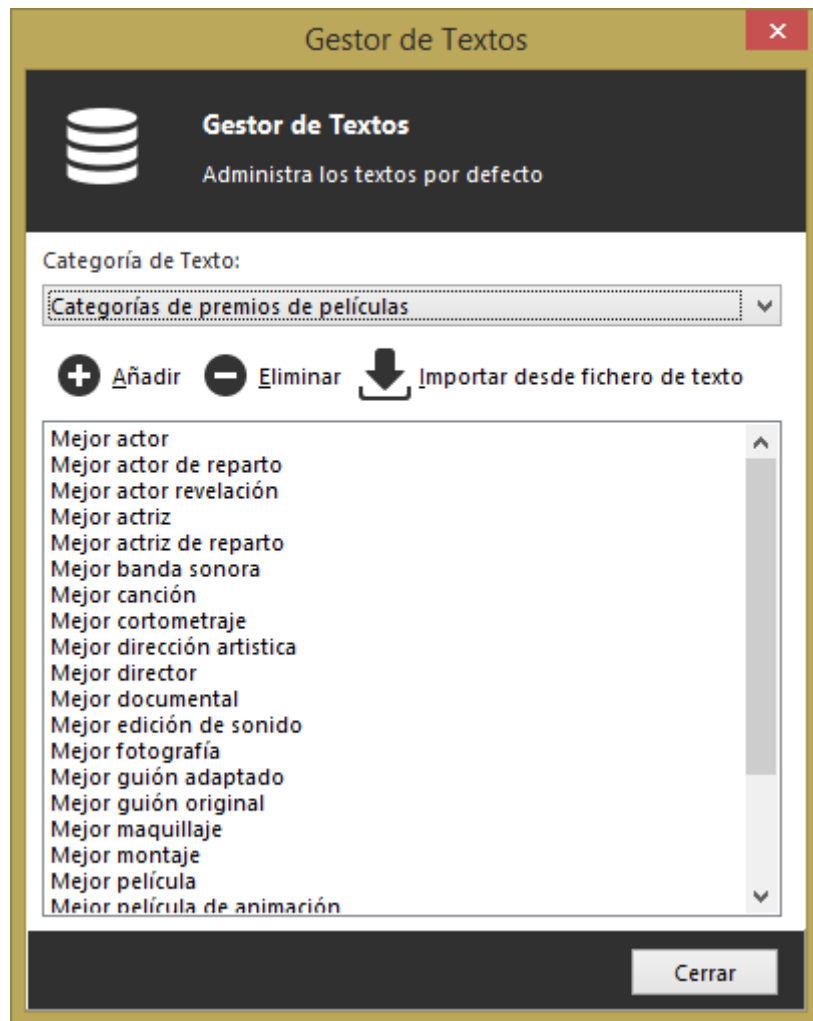 Gestor de Textos
Gestor de Textos
Administra los textos por defecto
Categoría de Texto:
Categorías de premios de películas
Añadir Eliminar Importar desde fichero de texto
Mejor actor
Mejor actor de reparto
Mejor actor revelación
Mejor actriz
Mejor actriz de reparto
Mejor banda sonora
Mejor canción
Mejor cortometraje
Mejor dirección artistica
Mejor director
Mejor documental
Mejor edición de sonido
Mejor fotografía
Mejor guión adaptado
Mejor guión original
Mejor maquillaje
Mejor montaje
Mejor película
Mejor película de animación
Cerrar